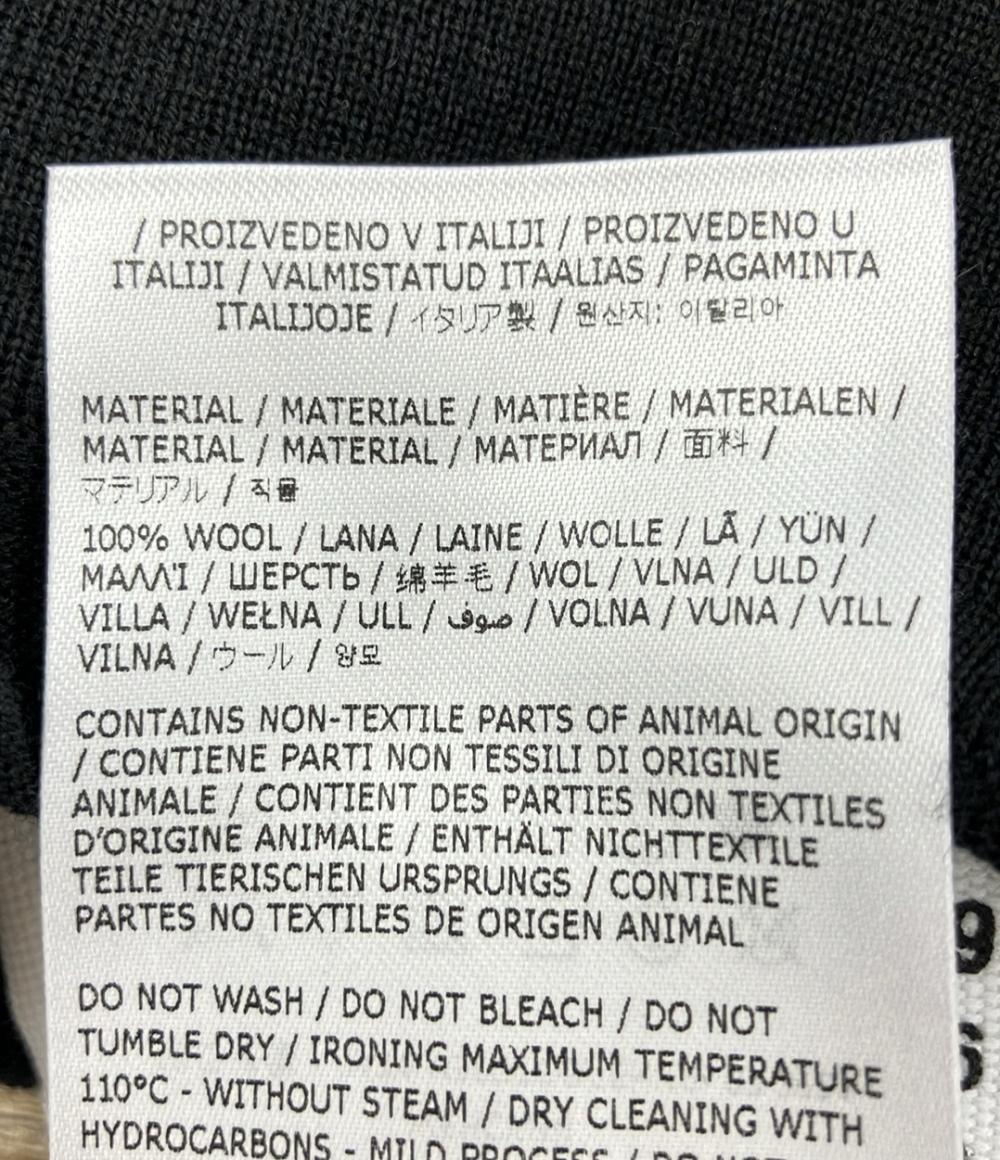 / PROIZVEDENO V ITALIJI / PROIZVEDENO U
ITALIJI / VALMISTATUD ITAALIAS / PAGAMINTA
ITALIJOJE / イタリア製 / 원산지: 이탈리아
MATERIAL / MATERIALE / MATIÈRE / MATERIALEN /
MATERIAL / MATERIAL / МАТЕРИАЛ / 面料 /
マテリアル / 직물
100% WOOL / LANA / LAINE / WOLLE / LÃ / YÜN /
ΜΑΛΛΊ / ШЕРСТЬ / 绵羊毛 / WOL / VLNA / ULD /
VILLA / WEŁNA / ULL / صوف / VOLNA / VUNA / VILL /
VILNA / ウール / 양모
CONTAINS NON-TEXTILE PARTS OF ANIMAL ORIGIN
/ CONTIENE PARTI NON TESSILI DI ORIGINE
ANIMALE / CONTIENT DES PARTIES NON TEXTILES
D'ORIGINE ANIMALE / ENTHÄLT NICHTTEXTILE
TEILE TIERISCHEN URSPRUNGS / CONTIENE
PARTES NO TEXTILES DE ORIGEN ANIMAL
DO NOT WASH / DO NOT BLEACH / DO NOT
TUMBLE DRY / IRONING MAXIMUM TEMPERATURE
110°C - WITHOUT STEAM / DRY CLEANING WITH
HYDROCARBONS - MILD PROCESS / DO NOT